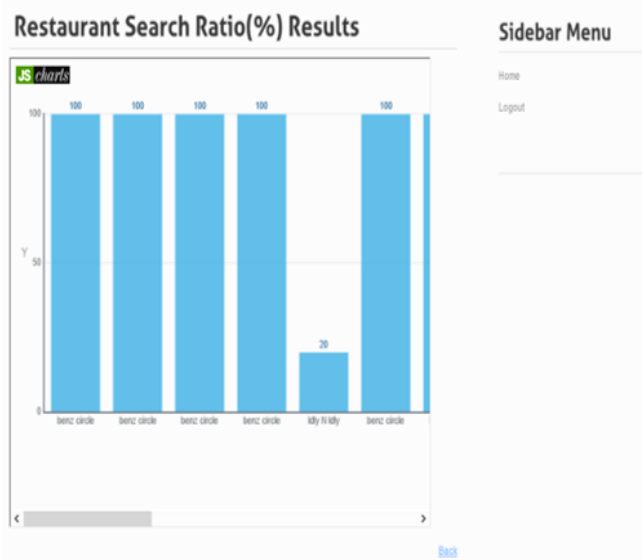 Restaurant Search Ratio(%) Results
Sidebar Menu
JS charts
Home
Logout
100 100 100 100 100
100
Y
50
20
0
benz circle benz circle benz circle benz circle Idly N Idly benz circle
Back